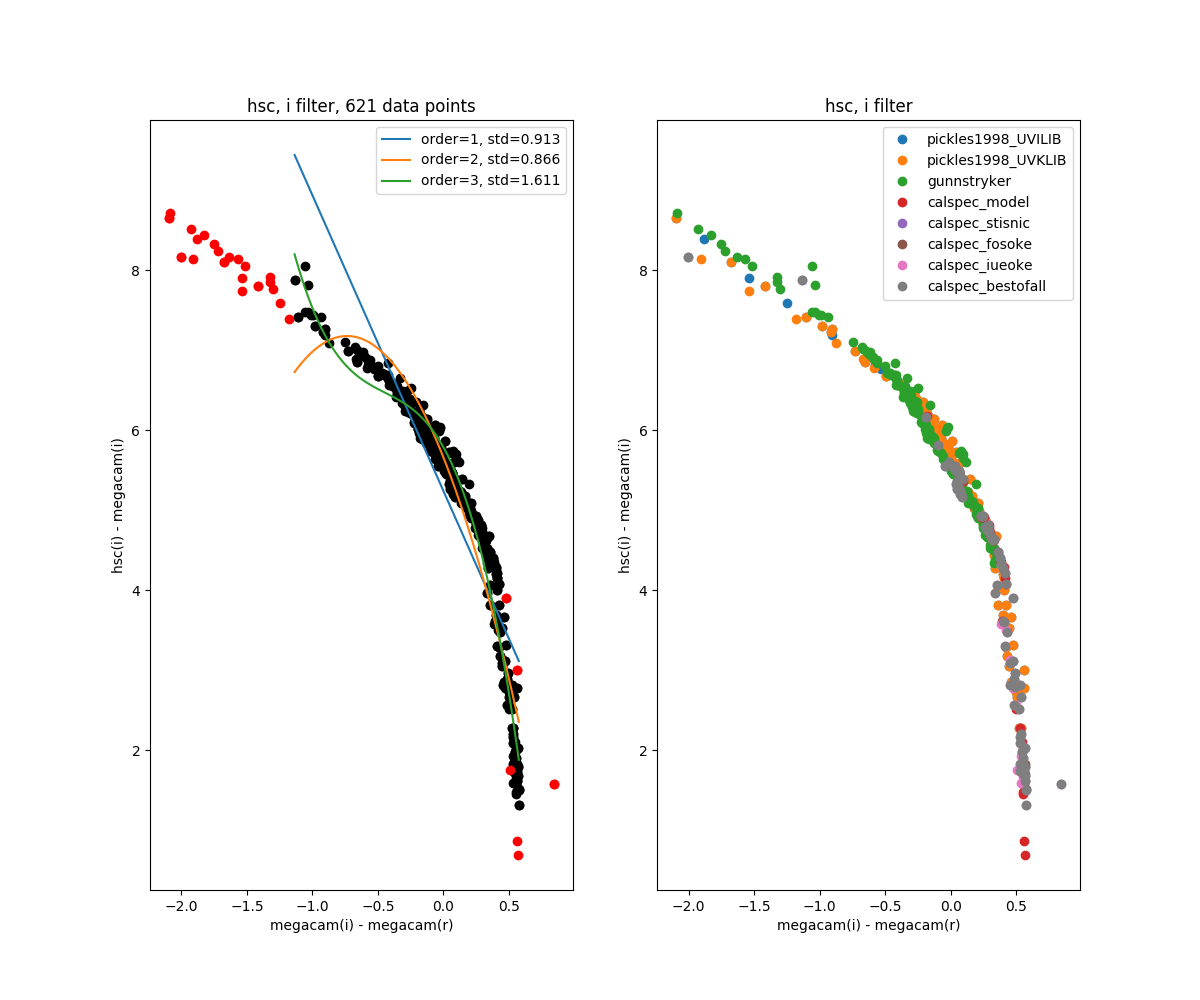 hsc, i filter, 621 data points
order=1, std=0.913
order=2, std=0.866
order=3, std=1.611
hsc(i) - megacam(i)
8
6
4
2
−2.0 −1.5 −1.0 −0.5 0.0 0.5
megacam(i) - megacam(r)
hsc, i filter
pickles1998_UVILIB
pickles1998_UVKLIB
gunnstryker
calspec_model
calspec_stisnic
calspec_fosoke
calspec_iueoke
calspec_bestofall
hsc(i) - megacam(i)
8
6
4
2
−2.0 −1.5 −1.0 −0.5 0.0 0.5
megacam(i) - megacam(r)